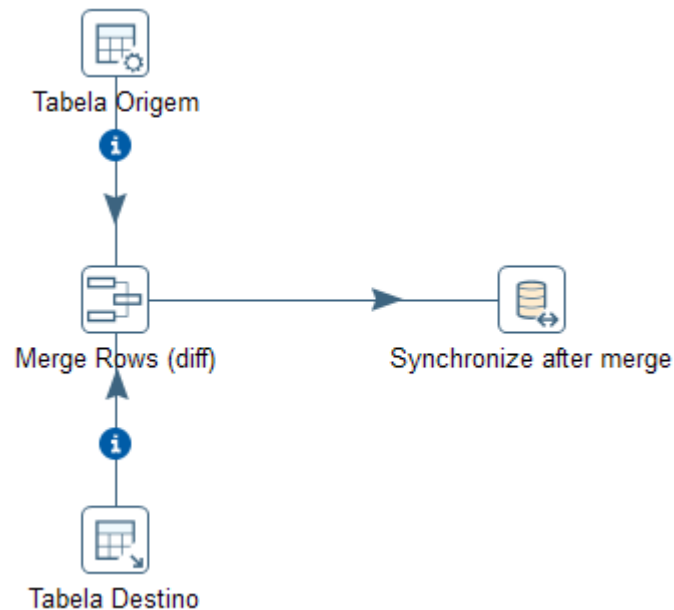 Tabela Origem
Merge Rows (diff)
Synchronize after merge
Tabela Destino